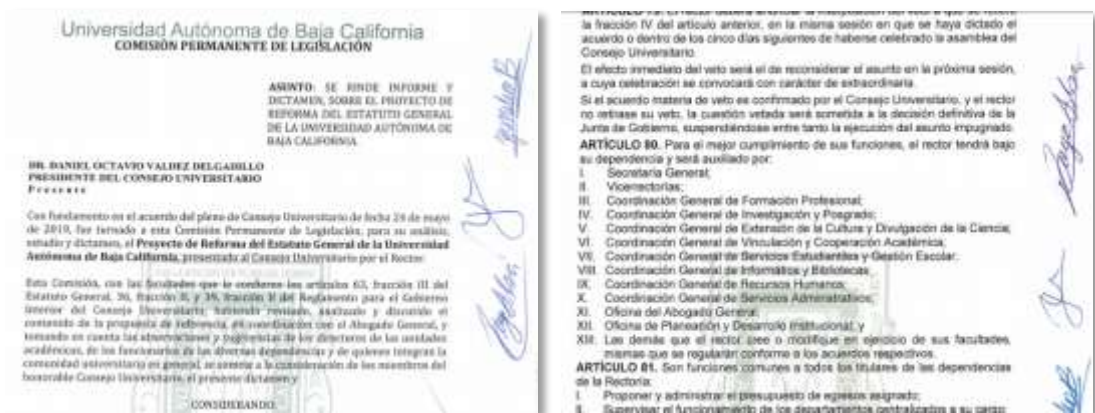 Universidad Autónoma de Baja California
COMISIÓN PERMANENTE DE LEGISLACIÓN
ASUNTO: SE RINDE INFORME Y
DICTAMEN, SOBRE EL PROYECTO DE
REFORMA DEL ESTATUTO GENERAL
DE LA UNIVERSIDAD AUTÓNOMA DE
BAJA CALIFORNIA.
DR. DANIEL OCTAVIO VALDEZ DELGADILLO
PRESIDENTE DEL CONSEJO UNIVERSITARIO
Presente
Con fundamento en el acuerdo del pleno de Consejo Universitario de fecha 24 de mayo
de 2019, fue turnado a esta Comisión Permanente de Legislación, para su análisis,
estudio y dictamen, el Proyecto de Reforma del Estatuto General de la Universidad
Autónoma de Baja California, presentado al Consejo Universitario por el Rector.
Esta Comisión, con las facultades que le confieren los artículos 63, fracción III del
Estatuto General, 36, fracción II, y 39, fracción II del Reglamento para el Gobierno
Interior del Consejo Universitario, habiendo revisado, analizado y discutido el
contenido de la propuesta de referencia, en coordinación con el Abogado General, y
tomando en cuenta las observaciones y sugerencias de los directores de las unidades
académicas, de los funcionarios de las diversas dependencias y de quienes integran la
comunidad universitaria en general, se somete a la consideración de los miembros del
honorable Consejo Universitario, el presente dictamen y
CONSIDERANDO:
la fracción IV del artículo anterior, en la misma sesión en que se haya dictado el
acuerdo o dentro de los cinco días siguientes de haberse celebrado la asamblea del
Consejo Universitario.
El efecto inmediato del veto será el de reconsiderar el asunto en la próxima sesión,
a cuya celebración se convocará con carácter de extraordinaria.
Si el acuerdo materia de veto es confirmado por el Consejo Universitario, y el rector
no retirase su veto, la cuestión vetada será sometida a la decisión definitiva de la
Junta de Gobierno, suspendiéndose entre tanto la ejecución del asunto impugnado.
ARTÍCULO 80. Para el mejor cumplimiento de sus funciones, el rector tendrá bajo
su dependencia y será auxiliado por:
I. Secretaría General;
II. Vicerrectorías;
III. Coordinación General de Formación Profesional;
IV. Coordinación General de Investigación y Posgrado;
V. Coordinación General de Extensión de la Cultura y Divulgación de la Ciencia;
VI. Coordinación General de Vinculación y Cooperación Académica;
VII. Coordinación General de Servicios Estudiantiles y Gestión Escolar;
VIII. Coordinación General de Informática y Bibliotecas;
IX. Coordinación General de Recursos Humanos;
X. Coordinación General de Servicios Administrativos;
XI. Oficina del Abogado General;
XII. Oficina de Planeación y Desarrollo Institucional, y
XIII. Las demás que el rector cree o modifique en ejercicio de sus facultades,
mismas que se regularán conforme a los acuerdos respectivos.
ARTÍCULO 81. Son funciones comunes a todos los titulares de las dependencias
de la Rectoría:
I. Proponer y administrar el presupuesto de egresos asignado;
II. Supervisar el funcionamiento de los departamentos centralizados a su cargo;